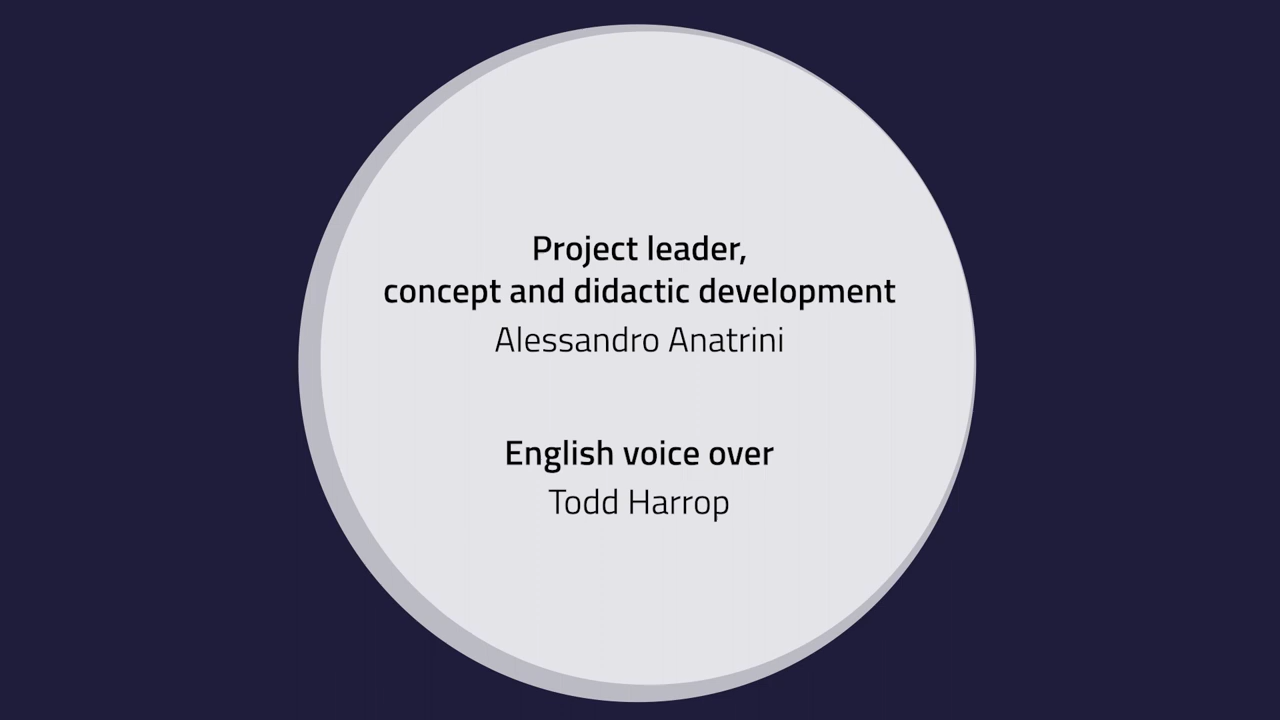 Project leader,
concept and didactic development
Alessandro Anatrini
English voice over
Todd Harrop